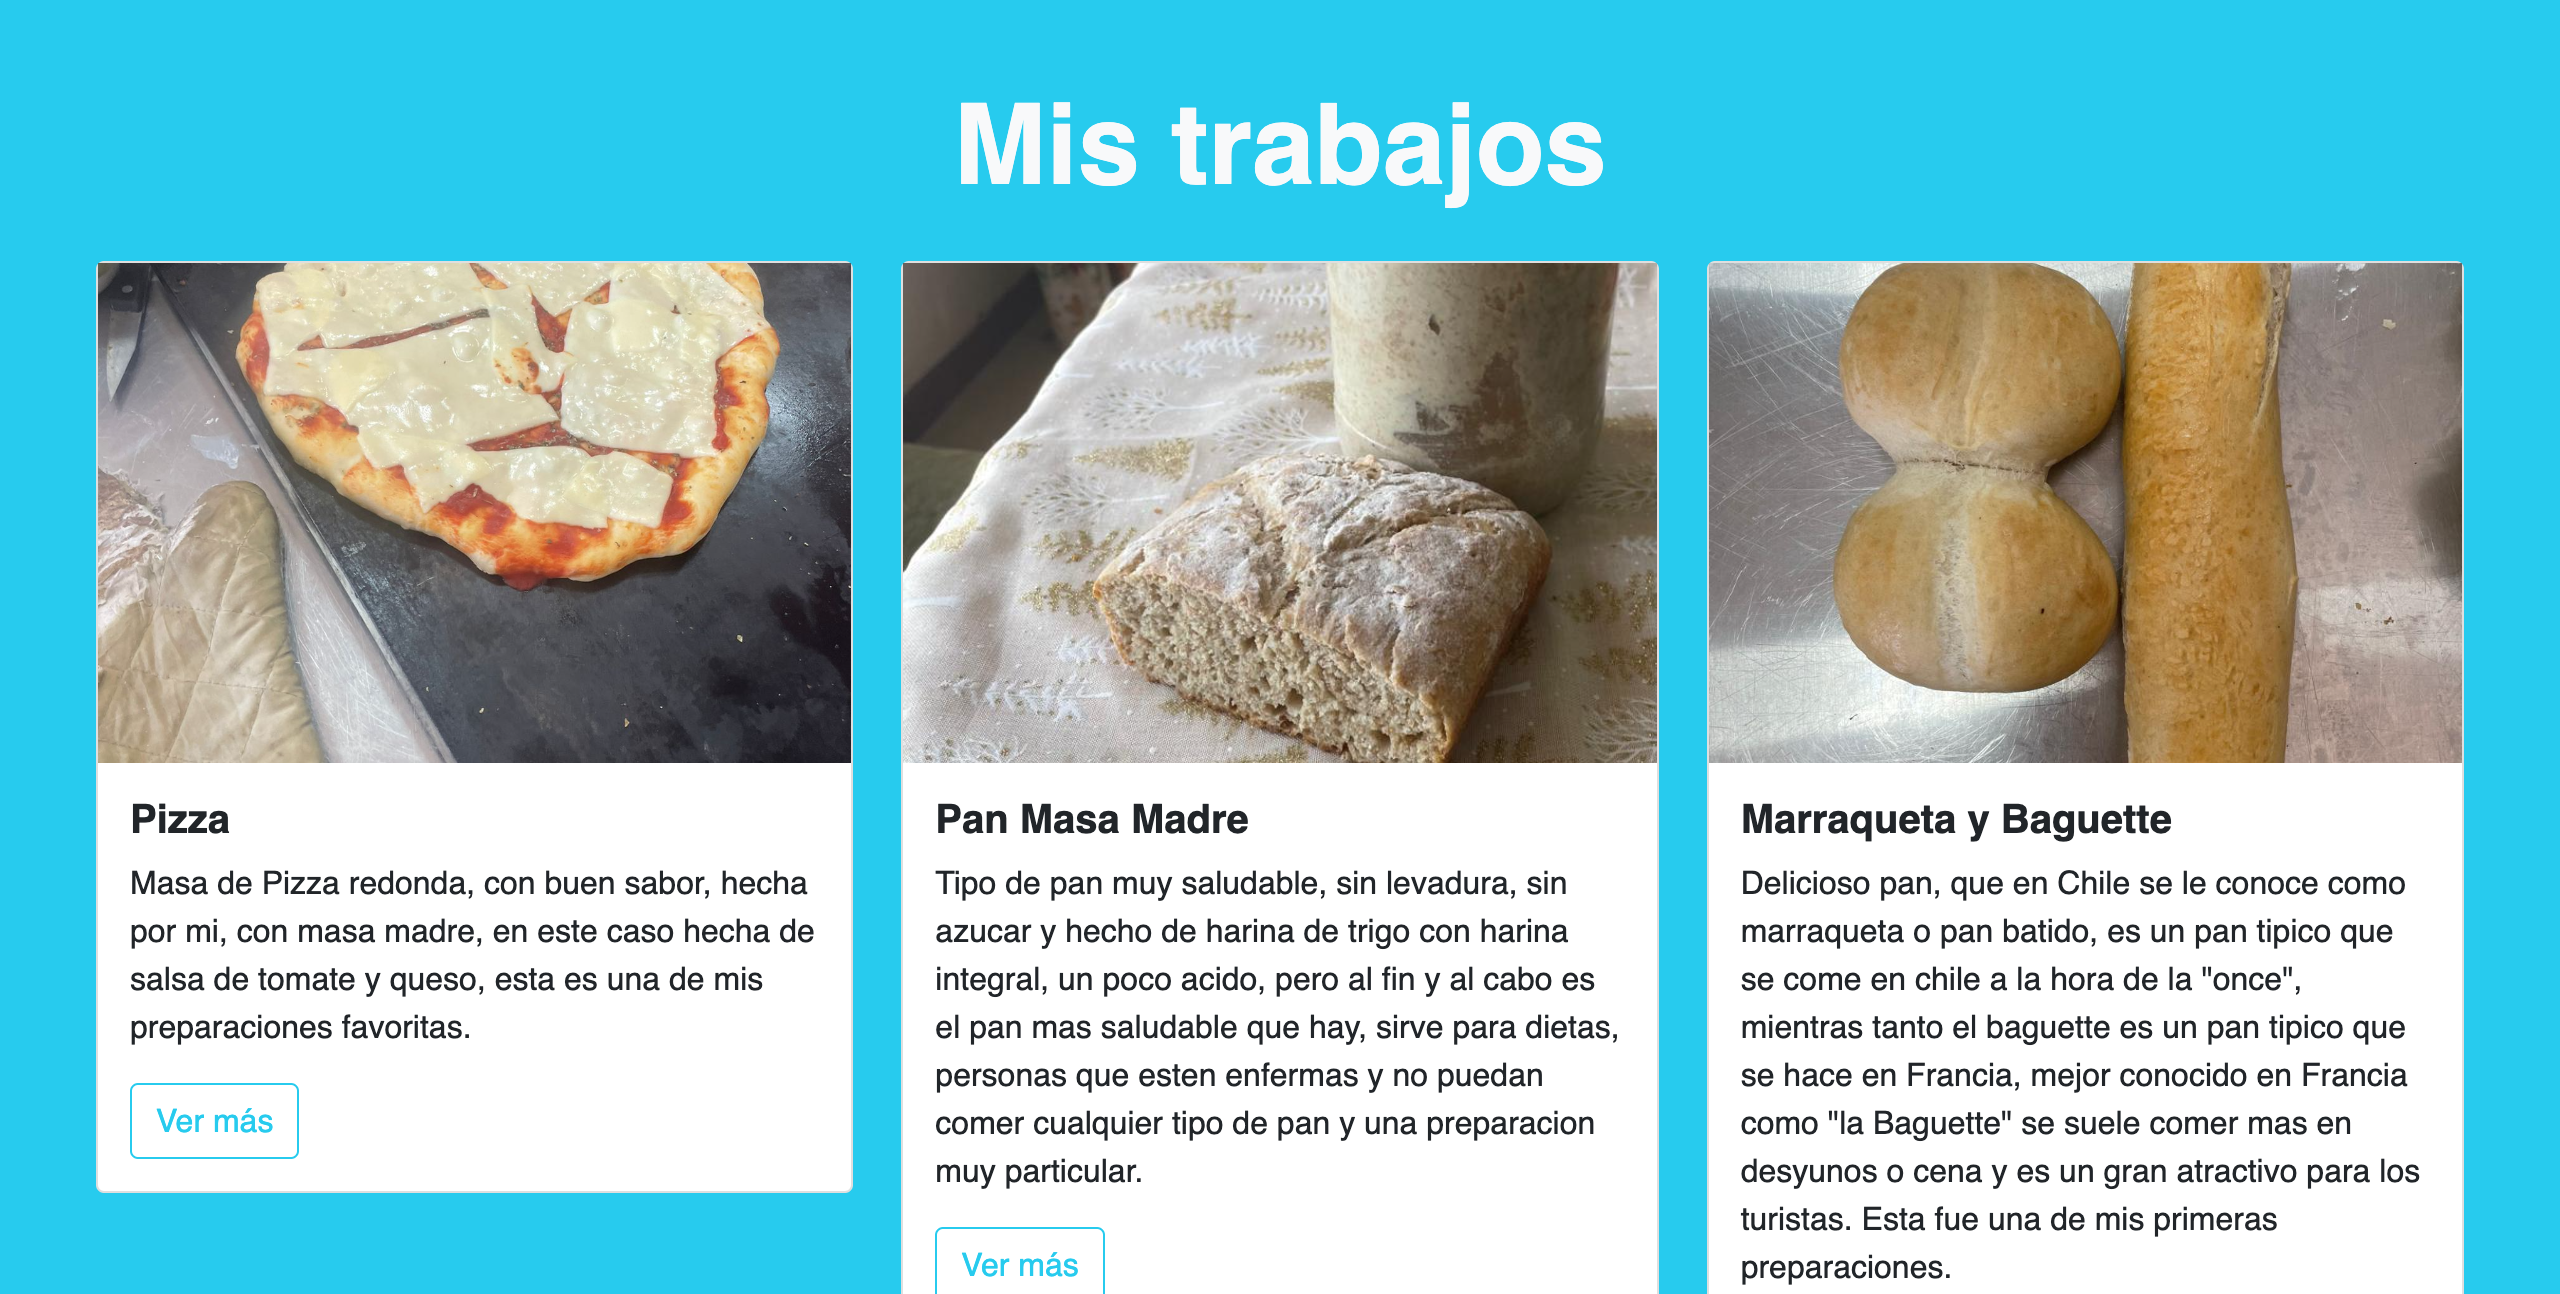 Mis trabajos
Pizza
Masa de Pizza redonda, con buen sabor, hecha
por mi, con masa madre, en este caso hecha de
salsa de tomate y queso, esta es una de mis
preparaciones favoritas.
Ver más
Pan Masa Madre
Tipo de pan muy saludable, sin levadura, sin
azucar y hecho de harina de trigo con harina
integral, un poco acido, pero al fin y al cabo es
el pan mas saludable que hay, sirve para dietas,
personas que esten enfermas y no puedan
comer cualquier tipo de pan y una preparacion
muy particular.
Ver más
Marraqueta y Baguette
Delicioso pan, que en Chile se le conoce como
marraqueta o pan batido, es un pan tipico que
se come en chile a la hora de la "once",
mientras tanto el baguette es un pan tipico que
se hace en Francia, mejor conocido en Francia
como "la Baguette" se suele comer mas en
desyunos o cena y es un gran atractivo para los
turistas. Esta fue una de mis primeras
preparaciones.